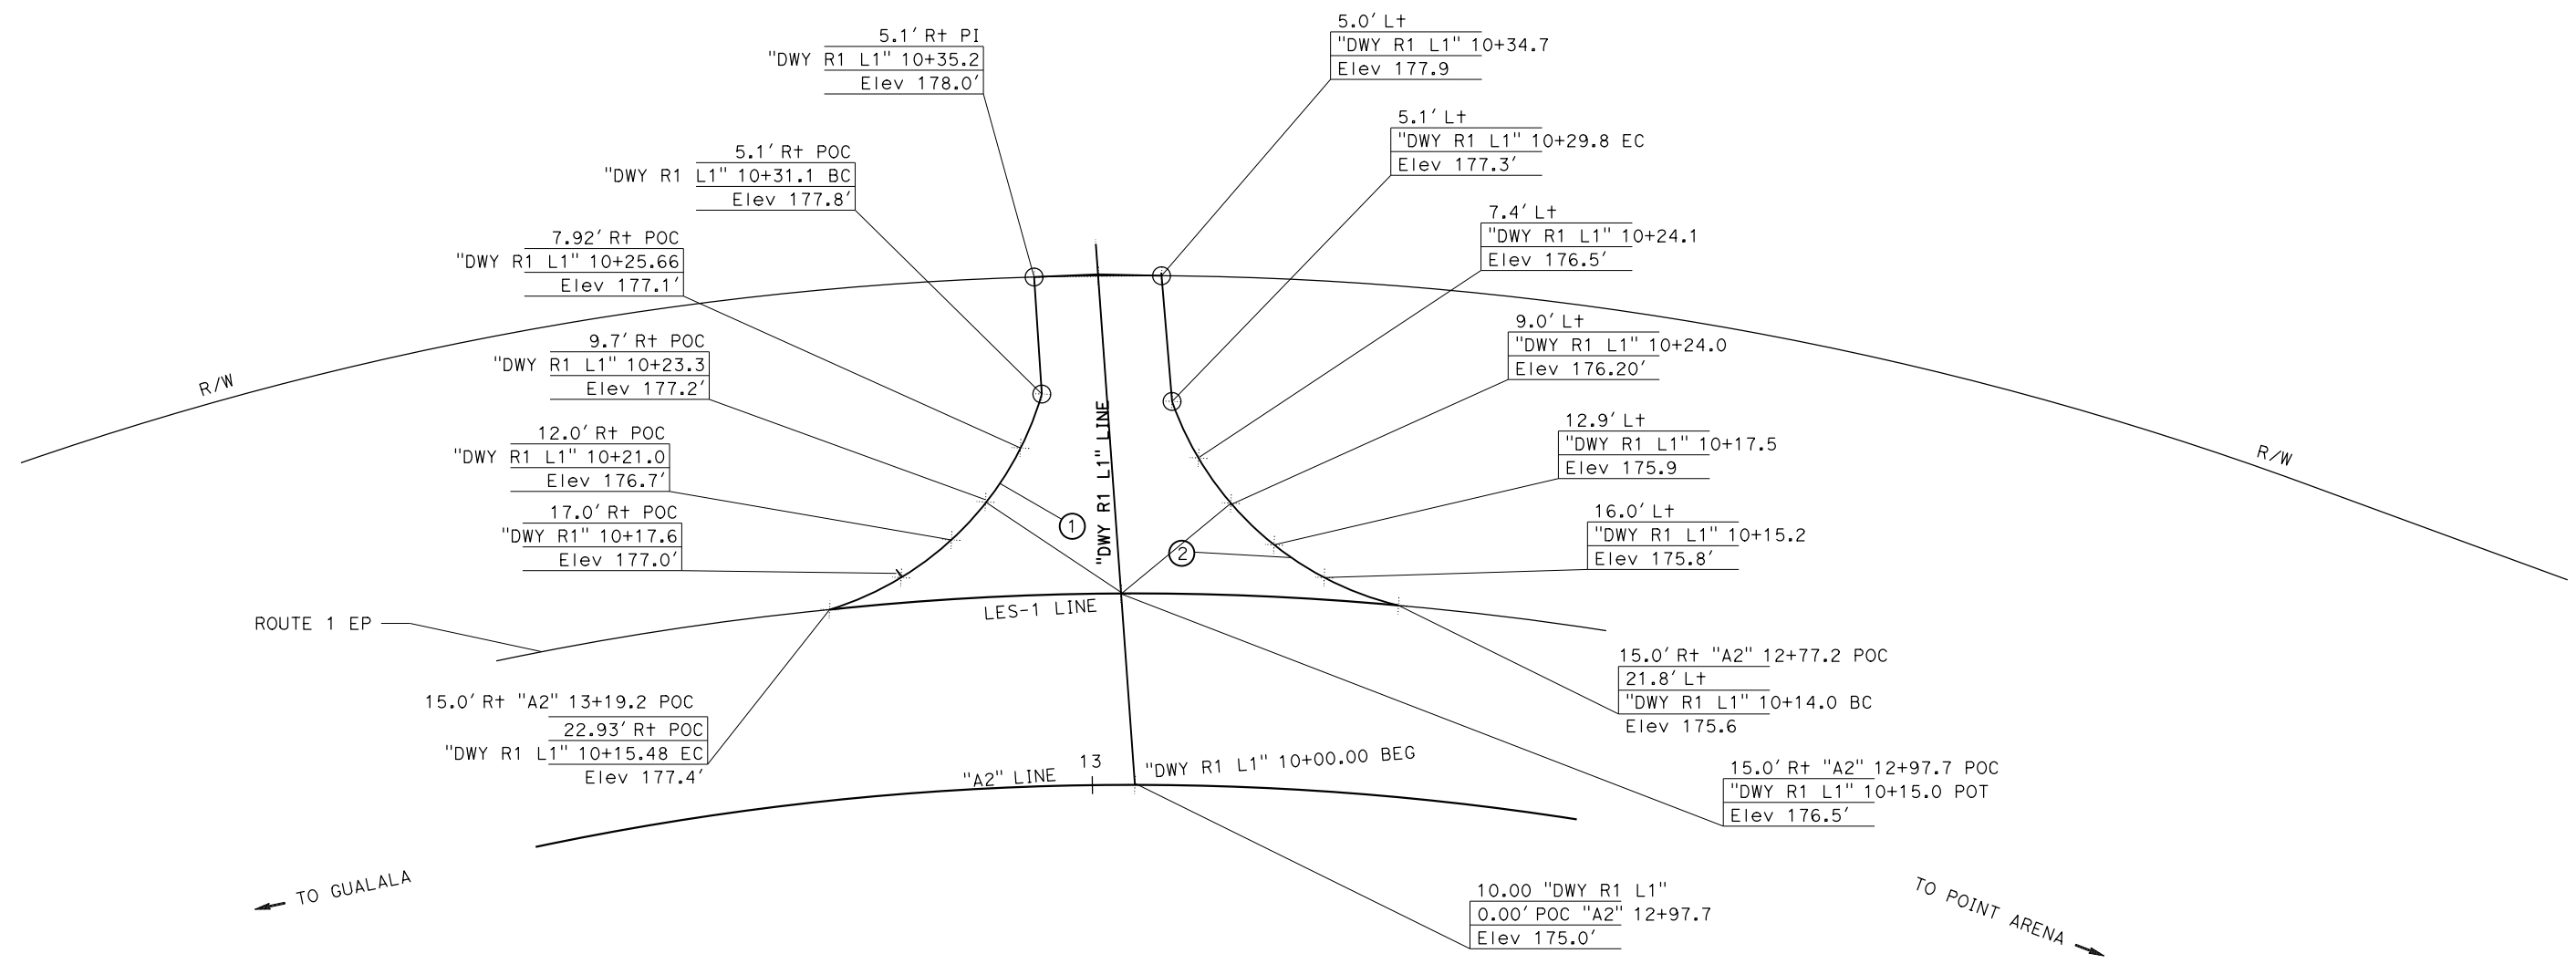 5.1' Rt PI
"DWY R1 L1" 10+35.2
Elev 178.0'
5.0' Lt
"DWY R1 L1" 10+34.7
Elev 177.9
5.1' Rt POC
"DWY R1 L1" 10+31.1 BC
Elev 177.8'
5.1' Lt
"DWY R1 L1" 10+29.8 EC
Elev 177.3'
7.92' Rt POC
"DWY R1 L1" 10+25.66
Elev 177.1'
7.4' Lt
"DWY R1 L1" 10+24.1
Elev 176.5'
9.7' Rt POC
"DWY R1 L1" 10+23.3
Elev 177.2'
9.0' Lt
"DWY R1 L1" 10+24.0
Elev 176.20'
R/W
12.0' Rt POC
"DWY R1 L1" 10+21.0
Elev 176.7'
12.9' Lt
"DWY R1 L1" 10+17.5
Elev 175.9
R/W
17.0' Rt POC
"DWY R1" 10+17.6
Elev 177.0'
16.0' Lt
"DWY R1 L1" 10+15.2
Elev 175.8'
"DWY R1 L1" LINE
1
2
LES-1 LINE
ROUTE 1 EP
15.0' Rt "A2" 13+19.2 POC
22.93' Rt POC
"DWY R1 L1" 10+15.48 EC
Elev 177.4'
15.0' Rt "A2" 12+77.2 POC
21.8' Lt
"DWY R1 L1" 10+14.0 BC
Elev 175.6
"A2" LINE
13
"DWY R1 L1" 10+00.00 BEG
15.0' Rt "A2" 12+97.7 POC
"DWY R1 L1" 10+15.0 POT
Elev 176.5'
10.00 "DWY R1 L1"
0.00' POC "A2" 12+97.7
Elev 175.0'
TO GUALALA
TO POINT ARENA